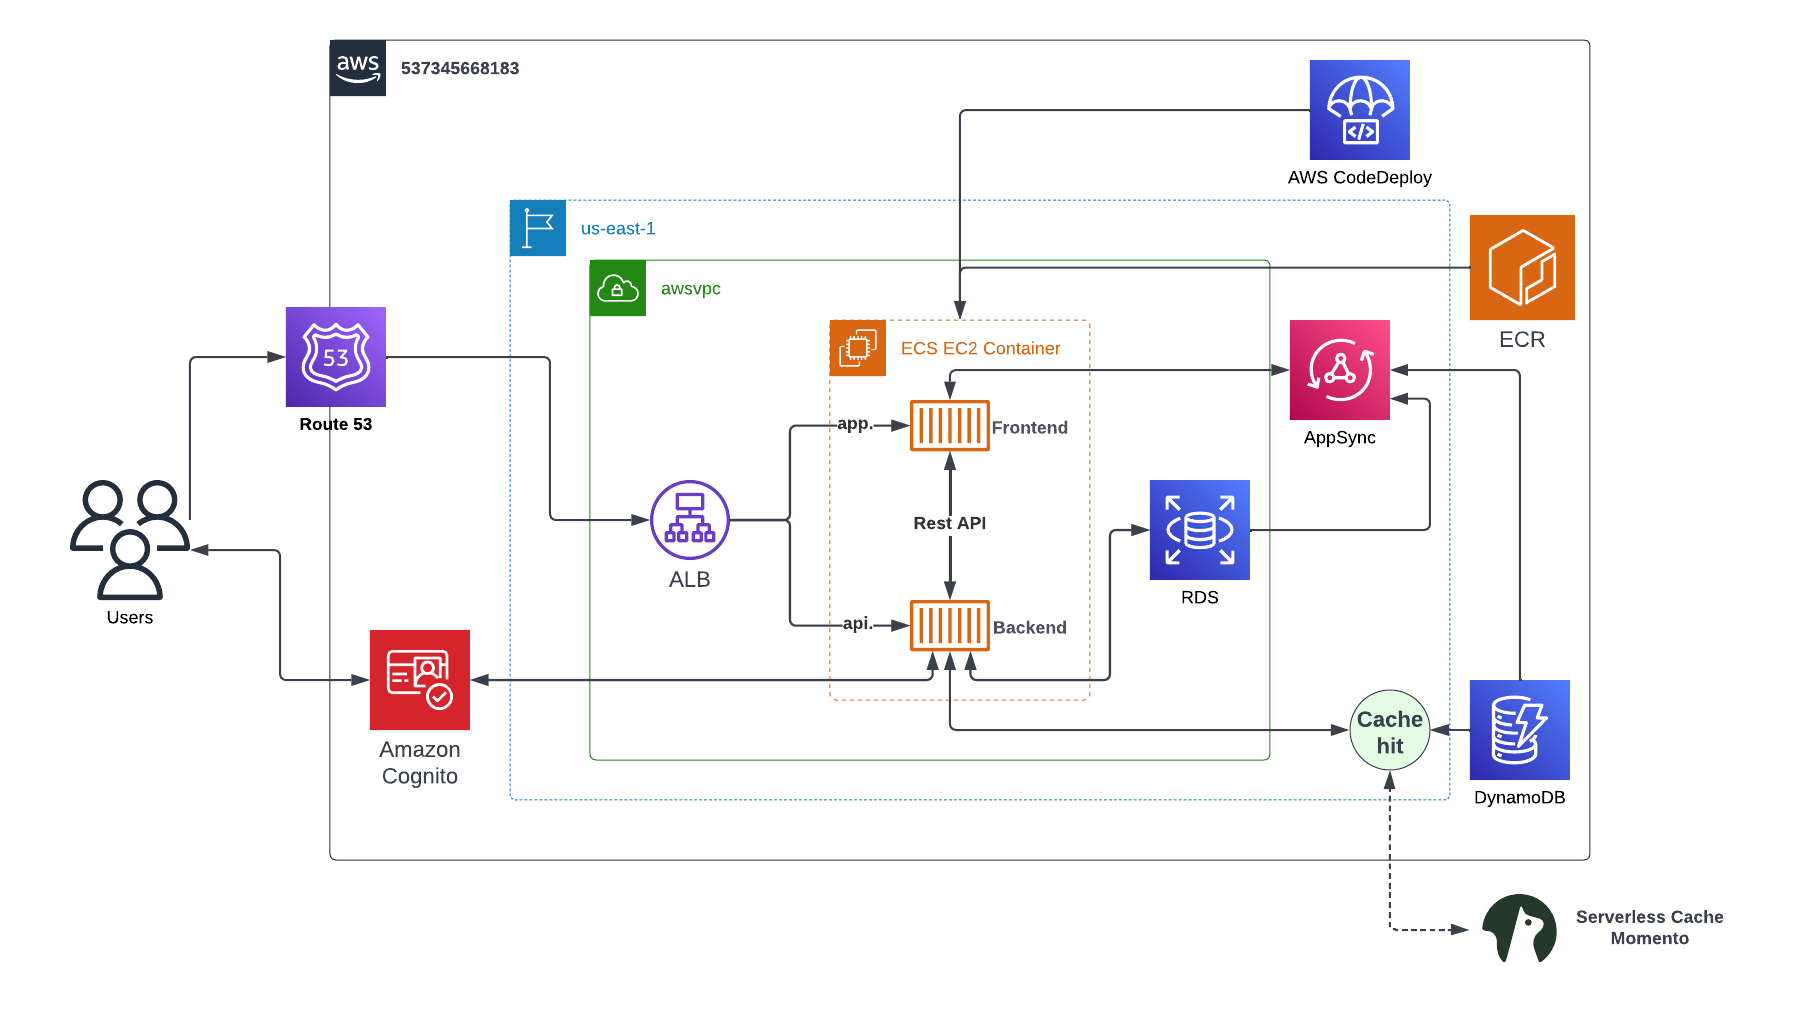 aws
537345668183
</>
AWS CodeDeploy
us-east-1
awsvpc
ECR
53
Route 53
ECS EC2 Container
app.
Frontend
AppSync
Rest API
ALB
RDS
Users
api.
Backend
Amazon
Cognito
Cache
hit
DynamoDB
Serverless Cache
Momento